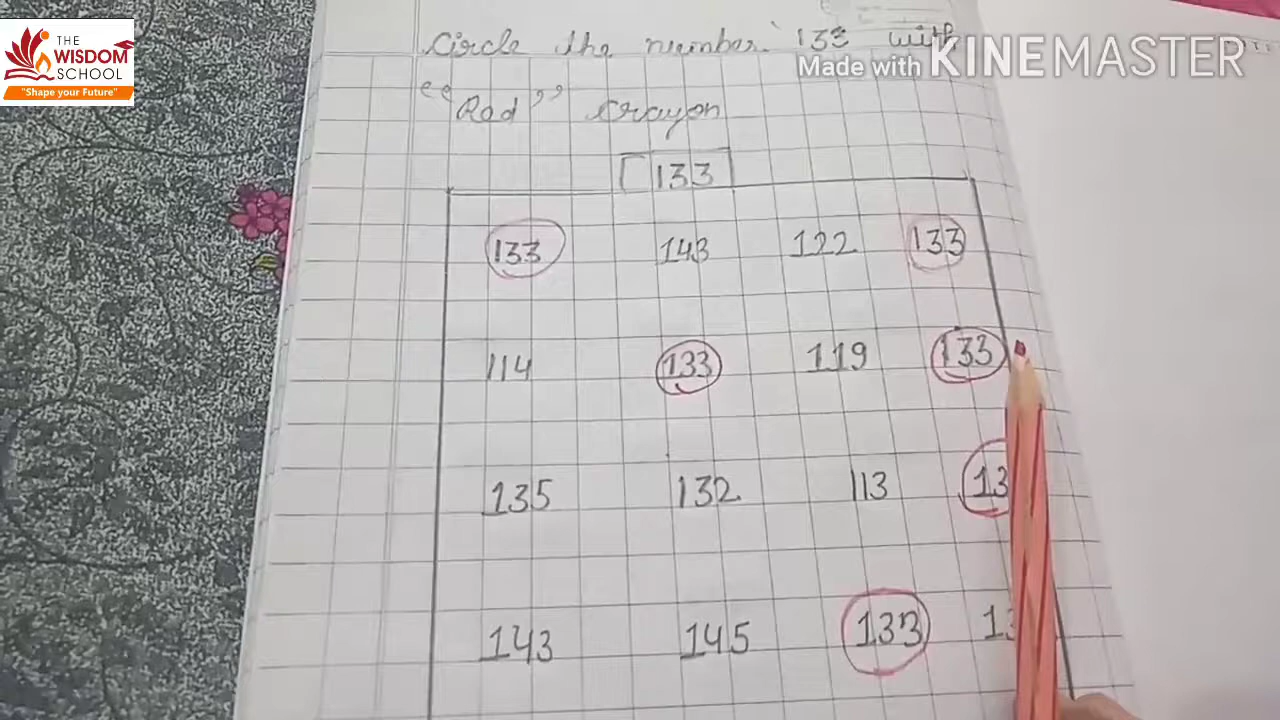 THE
WISDOM
SCHOOL
"Shape your Future"
Circle the number 133 with
Made with KINEMASTER
"Red" Crayon
133
133 143 122 133
114 133 119 133
135 132 113
143 145 133